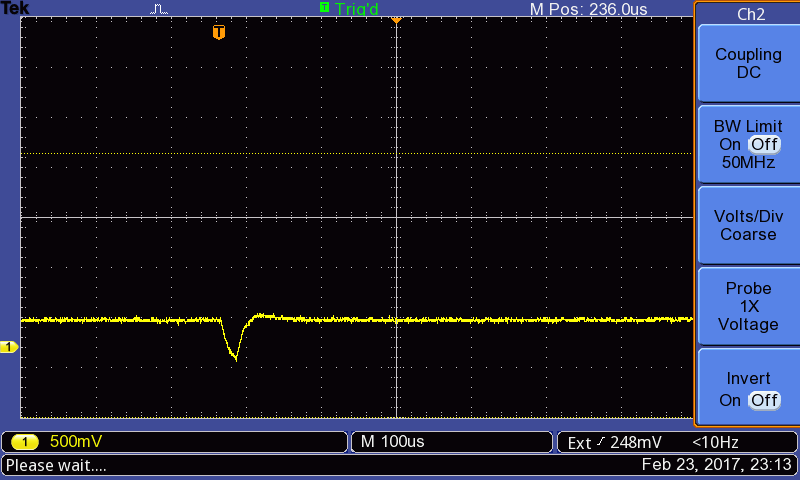 Tek
T Trig'd
M Pos: 236.0us
Ch2
T
Coupling
DC
BW Limit
On Off
50MHz
Volts/Div
Coarse
Probe
1X
Voltage
1
Invert
On Off
1 500mV
M 100us
Ext 248mV
<10Hz
Please wait....
Feb 23, 2017, 23:13